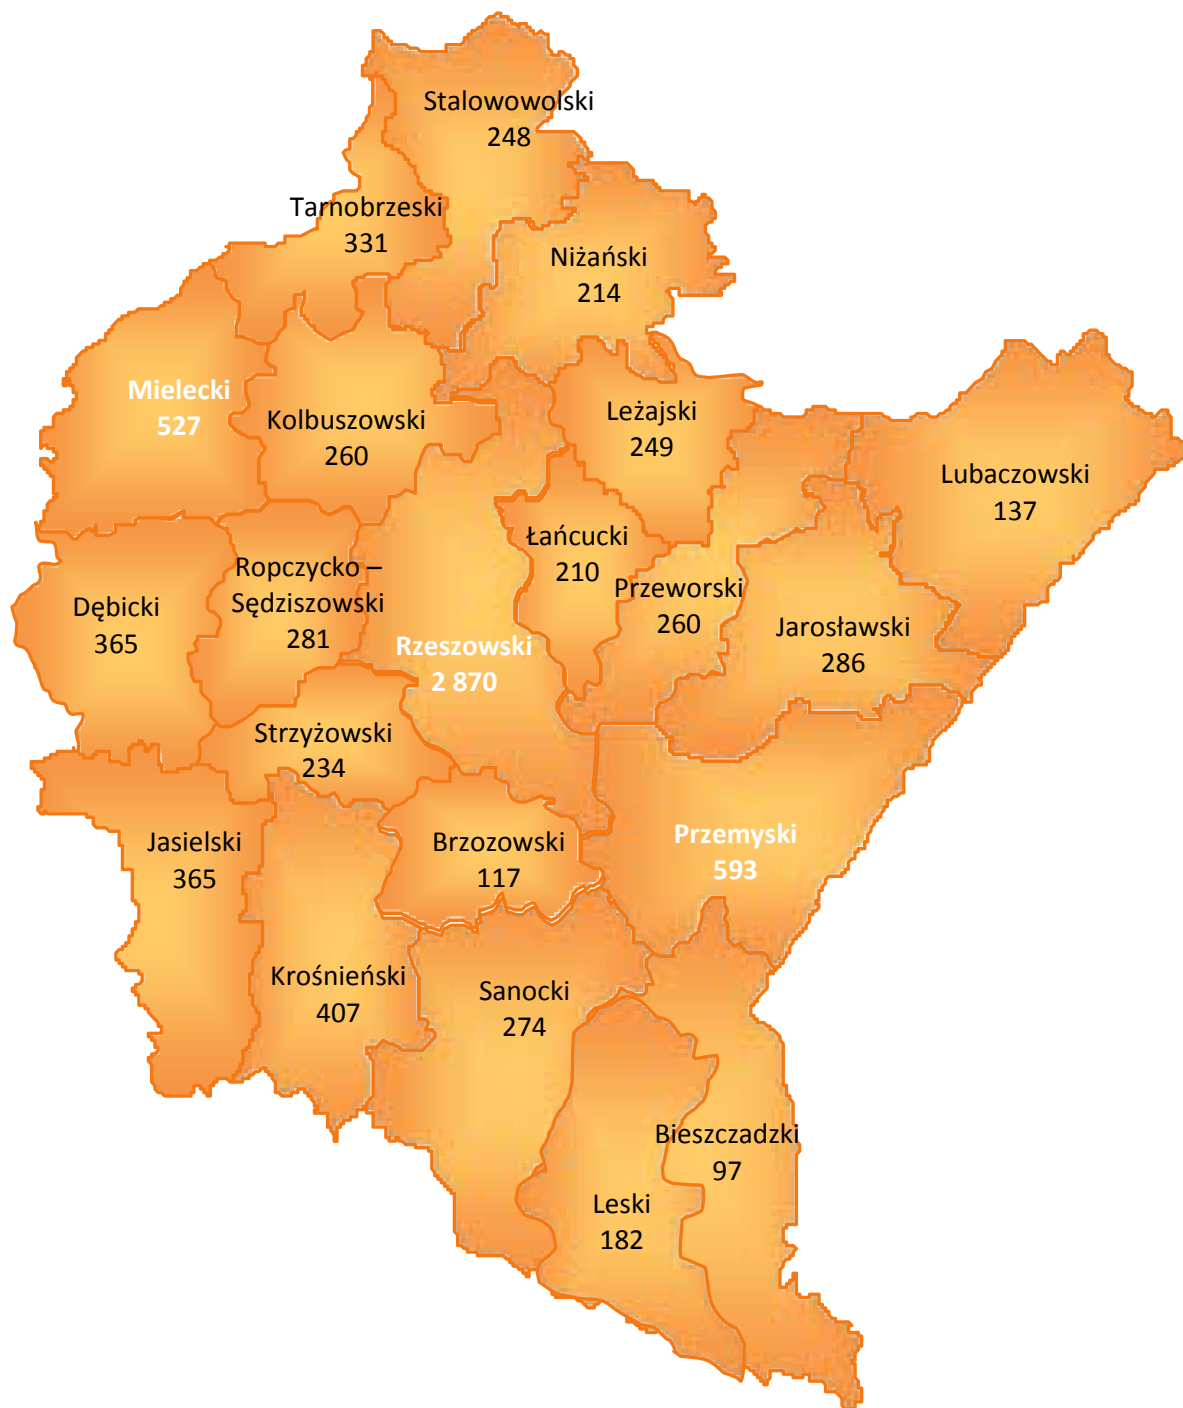 Stalowowolski
248
Tarnobrzeski
331
Niżański
214
Mielecki
527
Kolbuszowski
260
Leżajski
249
Lubaczowski
137
Łańcucki
210
Ropczycko –
Sędziszowski
281
Przeworski
260
Dębicki
365
Jarosławski
286
Rzeszowski
2 870
Strzyżowski
234
Jasielski
365
Brzozowski
117
Przemyski
593
Krośnieński
407
Sanocki
274
Bieszczadzki
97
Leski
182